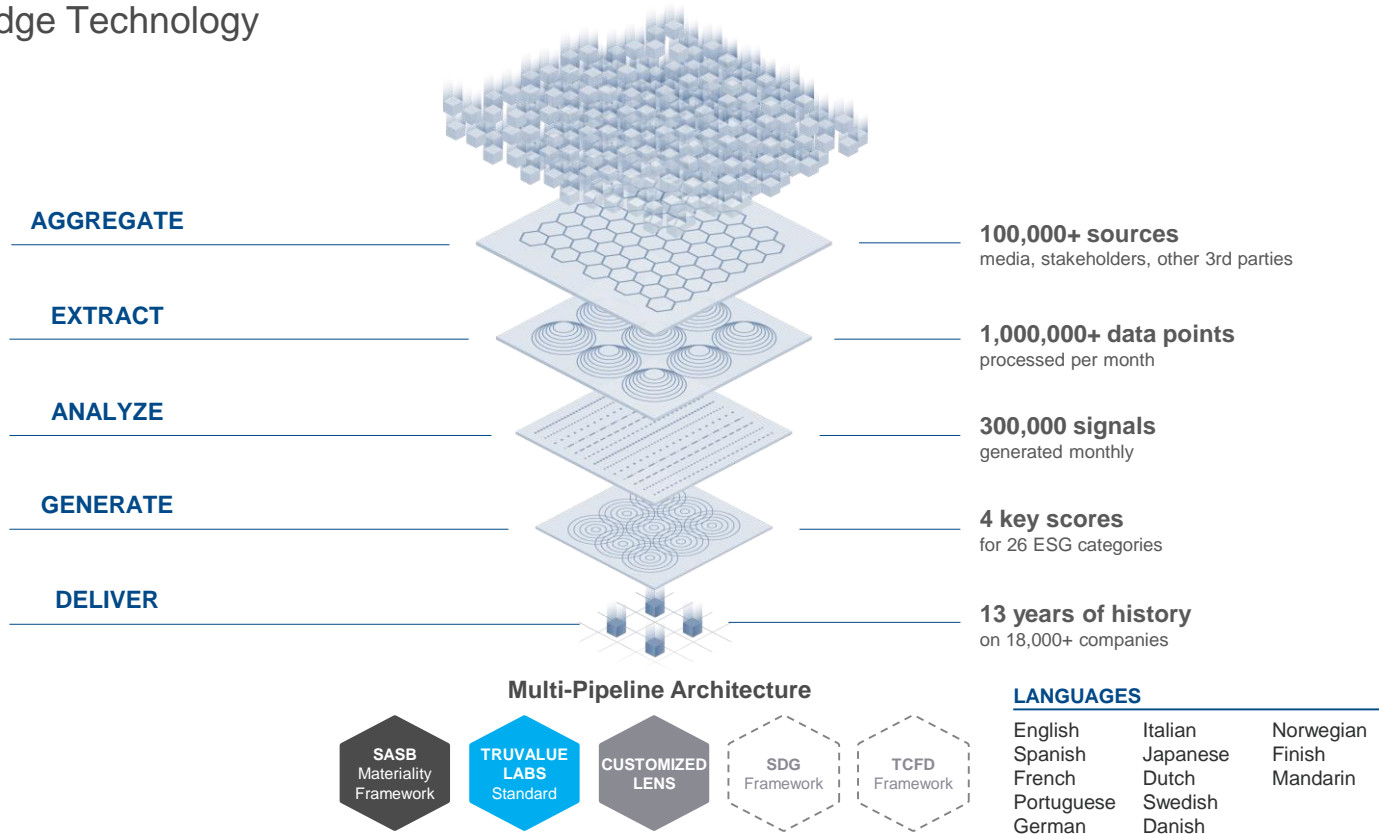 dge Technology
AGGREGATE
100,000+ sources
media, stakeholders, other 3rd parties
EXTRACT
1,000,000+ data points
processed per month
ANALYZE
300,000 signals
generated monthly
GENERATE
4 key scores
for 26 ESG categories
DELIVER
13 years of history
on 18,000+ companies
Multi-Pipeline Architecture
SASB
Materiality
Framework
TRUVALUE
LABS
Standard
CUSTOMIZED
LENS
SDG
Framework
TCFD
Framework
LANGUAGES
English
Spanish
French
Portuguese
German
Italian
Japanese
Dutch
Swedish
Danish
Norwegian
Finish
Mandarin